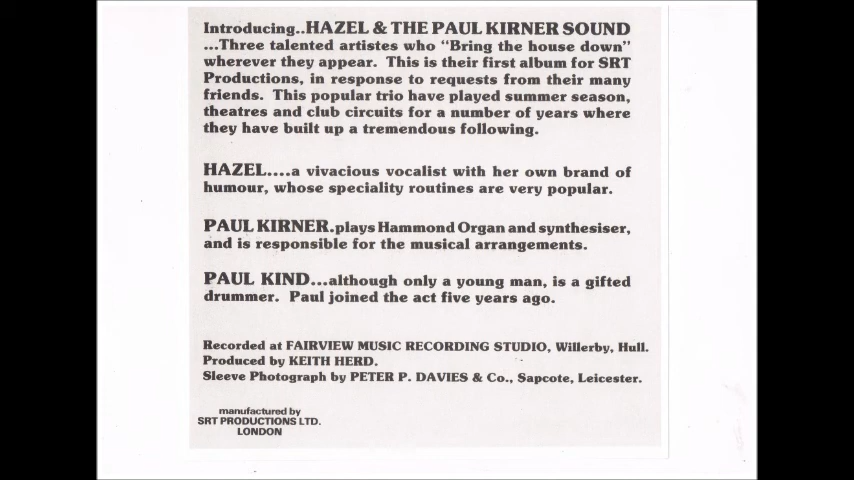 Introducing..HAZEL & THE PAUL KIRNER SOUND
...Three talented artistes who "Bring the house down"
wherever they appear. This is their first album for SRT
Productions, in response to requests from their many
friends. This popular trio have played summer season,
theatres and club circuits for a number of years where
they have built up a tremendous following.
HAZEL....a vivacious vocalist with her own brand of
humour, whose speciality routines are very popular.
PAUL KIRNER.plays Hammond Organ and synthesiser,
and is responsible for the musical arrangements.
PAUL KIND...although only a young man, is a gifted
drummer. Paul joined the act five years ago.
Recorded at FAIRVIEW MUSIC RECORDING STUDIO, Willerby, Hull.
Produced by KEITH HERD.
Sleeve Photograph by PETER P. DAVIES & Co., Sapcote, Leicester.
manufactured by
SRT PRODUCTIONS LTD.
LONDON